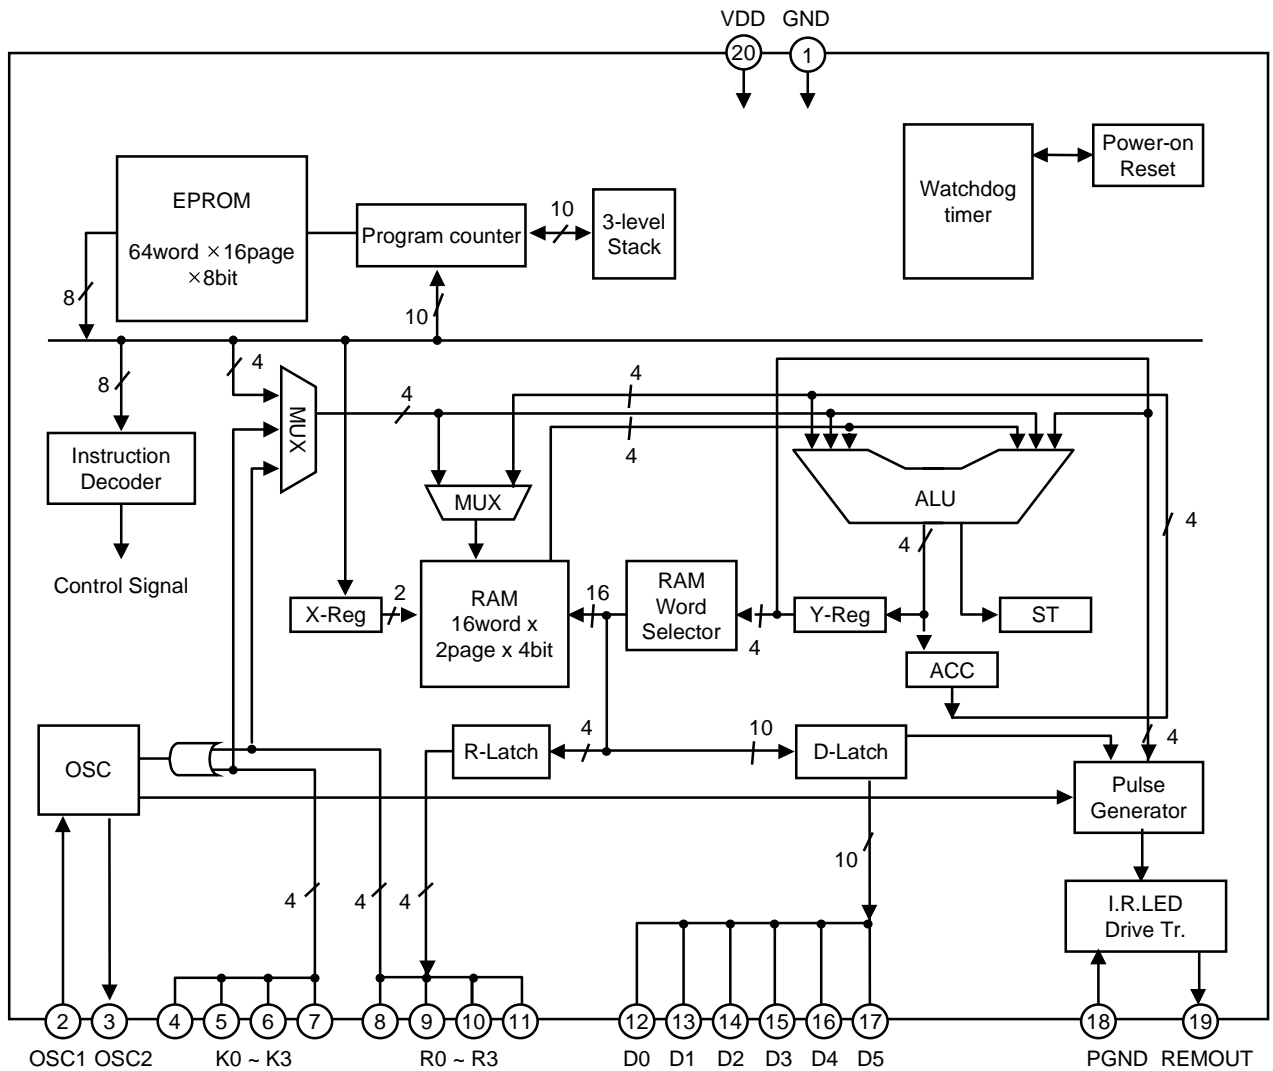 VDD GND
20 1
Power-on
Reset
Watchdog
timer
EPROM
64word ×16page
×8bit
Program counter
10
3-level
Stack
8
10
8
4
MUX
4
4
4
Instruction
Decoder
Control Signal
MUX
ALU
4
4
X-Reg
2
RAM
16word x
2page x 4bit
16
RAM
Word
Selector
4
Y-Reg
ST
ACC
OSC
R-Latch
4
10
D-Latch
4
Pulse
Generator
10
4
4
4
I.R.LED
Drive Tr.
2 3 4 5 6 7 8 9 10 11 12 13 14 15 16 17 18 19
OSC1 OSC2 K0 ~ K3 R0 ~ R3 D0 D1 D2 D3 D4 D5 PGND REMOUT